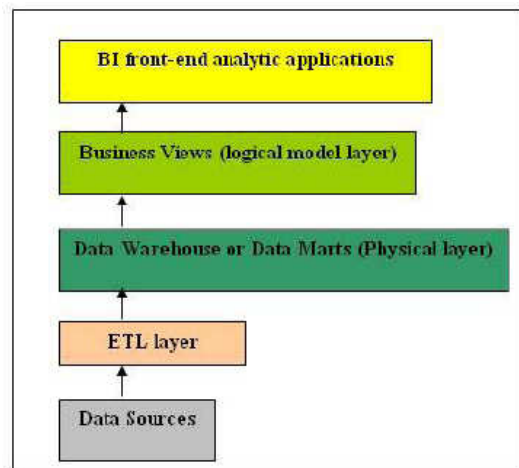 BI front-end analytic applications
Business Views (logical model layer)
Data Warehouse or Data Marts (Physical layer)
ETL layer
Data Sources